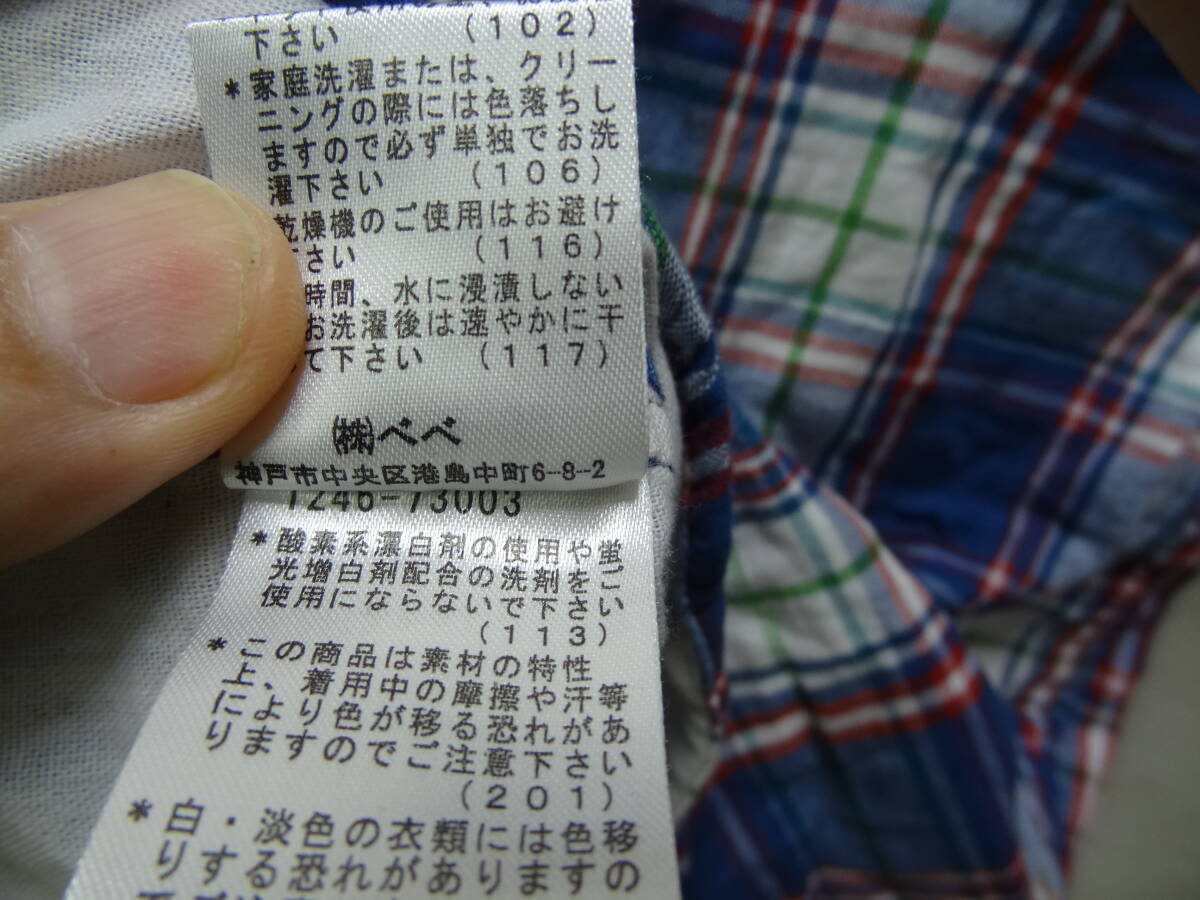 下さい (102)
*家庭洗濯または、クリー
ニングの際には色落ちし
ますので必ず単独でお洗
濯下さい (106)
乾燥機のご使用はお避け
さい (116)
時間、水に浸漬しない
お洗濯後は速やかに干
て下さい (117)
㈱べべ
神戸市中央区港島中町6-8-2
1246-73003
*酸素系漂白剤の使用や蛍
光増白剤配合の洗剤をご
使用にならないで下さい
(113)
*この商品は素材の特性
上、着用中の摩擦や汗等
により色が移る恐れがあ
りますのでご注意下さい
(201)
*白・淡色の衣類には色移
りする恐れがありますの